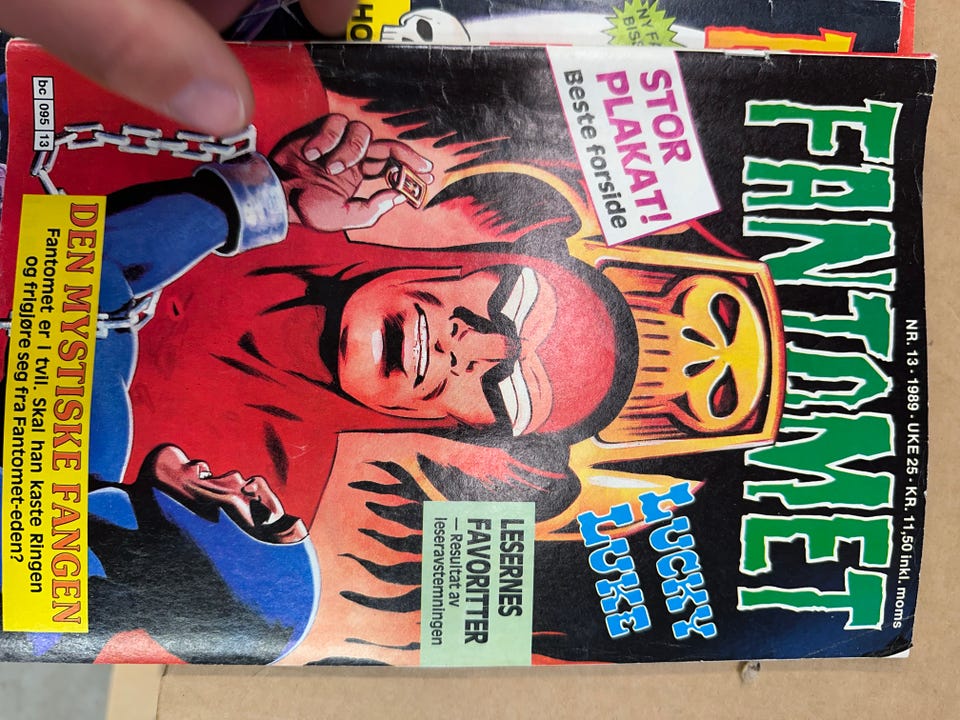 FANTOMET
NR. 13 · 1989 · UKE 25 · KR. 11,50 inkl. moms
STOR
PLAKAT!
Beste forside
LUCKY
LUKE
LESERNES
FAVORITTER
– Resultat av
leseravstemningen
DEN MYSTISKE FANGEN
Fantomet er i tvil. Skal han kaste Ringen
og frigjøre seg fra Fantomet-eden?
bc 095 13